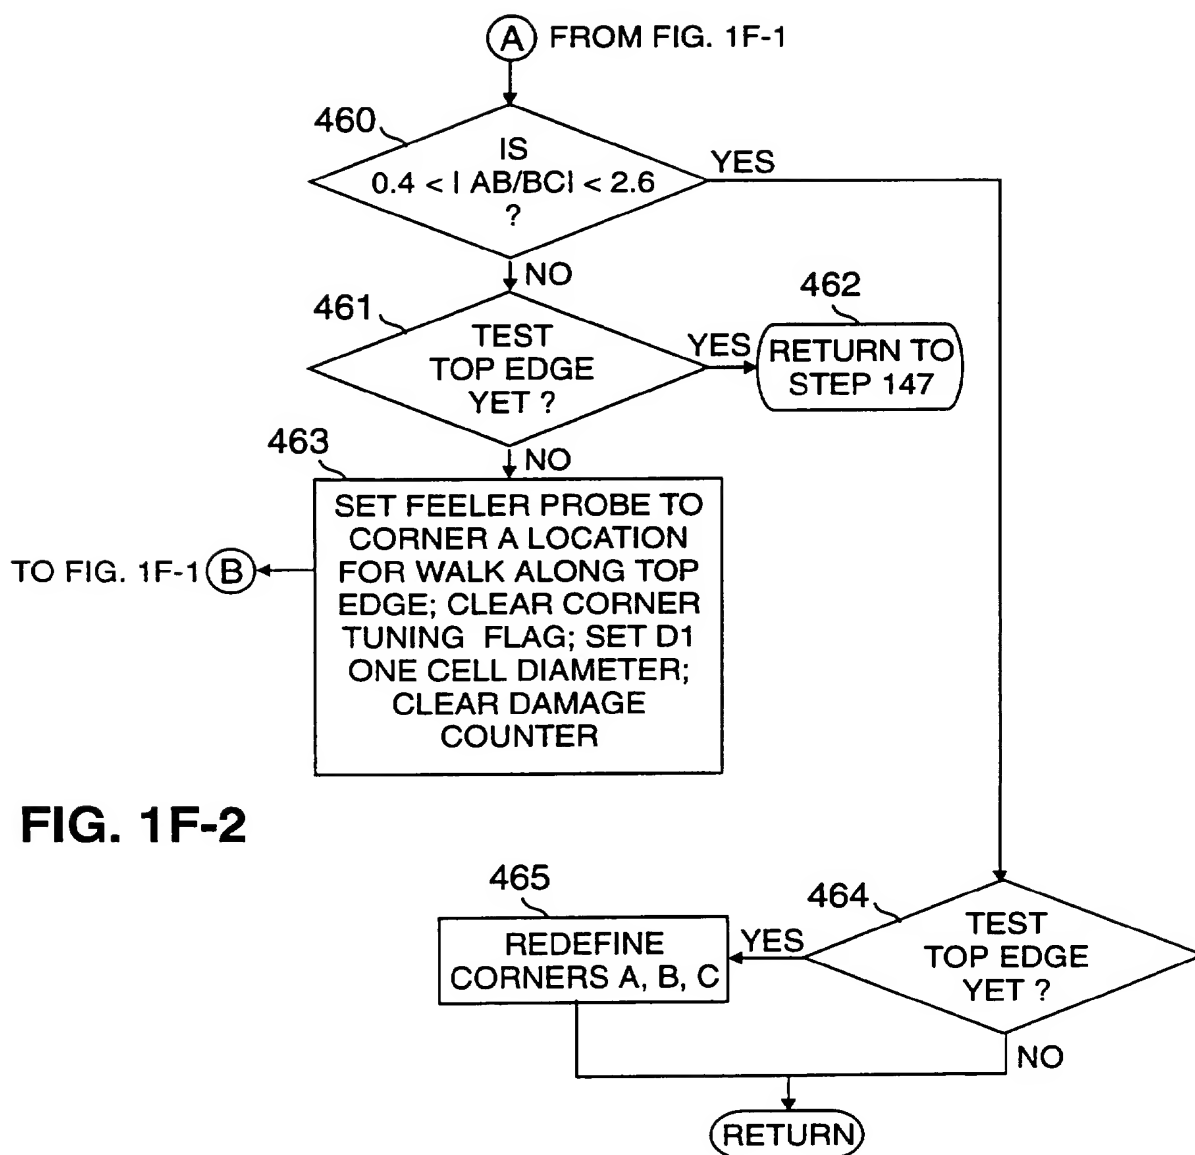 A FROM FIG. 1F-1
460
IS
0.4 < | AB/BC| < 2.6
?
YES
NO
461
TEST
TOP EDGE
YET ?
YES
462
RETURN TO
STEP 147
NO
463
SET FEELER PROBE TO
CORNER A LOCATION
FOR WALK ALONG TOP
EDGE; CLEAR CORNER
TUNING FLAG; SET D1
ONE CELL DIAMETER;
CLEAR DAMAGE
COUNTER
TO FIG. 1F-1 B
FIG. 1F-2
464
TEST
TOP EDGE
YET ?
YES
465
REDEFINE
CORNERS A, B, C
NO
RETURN